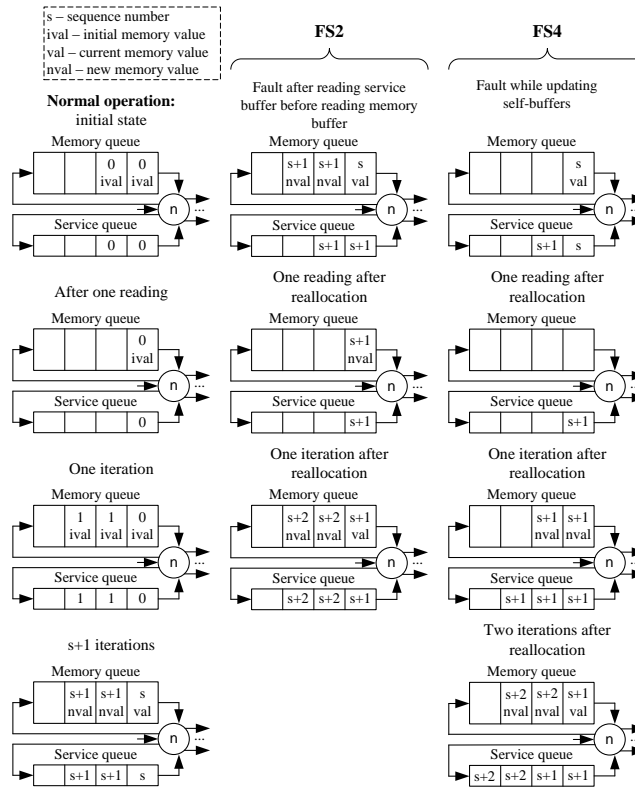 s – sequence number
ival – initial memory value
val – current memory value
nval – new memory value
Normal operation:
initial state
Memory queue
0 0
ival ival
n
...
Service queue
0 0
After one reading
Memory queue
0
ival
n
...
Service queue
0
One iteration
Memory queue
1 1 0
ival ival ival
n
...
Service queue
1 1 0
s+1 iterations
Memory queue
s+1 s+1 s
nval nval val
n
...
Service queue
s+1 s+1 s
FS2
Fault after reading service
buffer before reading memory
buffer
Memory queue
s+1 s+1 s
nval nval val
n
...
Service queue
s+1 s+1
One reading after
reallocation
Memory queue
s+1
nval
n
...
Service queue
s+1
One iteration after
reallocation
Memory queue
s+2 s+2 s+1
nval nval val
n
...
Service queue
s+2 s+2 s+1
FS4
Fault while updating
self-buffers
Memory queue
s
val
n
...
Service queue
s+1 s
One reading after
reallocation
Memory queue
n
...
Service queue
s+1
One iteration after
reallocation
Memory queue
s+1 s+1
nval nval
n
...
Service queue
s+1 s+1 s+1
Two iterations after
reallocation
Memory queue
s+2 s+2 s+1
nval nval val
n
...
Service queue
s+2 s+2 s+1 s+1